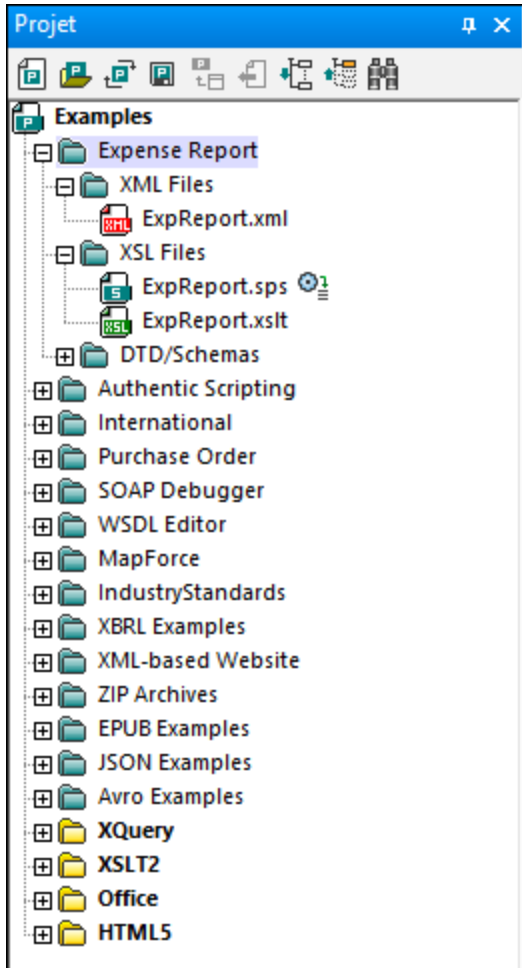 Projet
Examples
Expense Report
XML Files
ExpReport.xml
XSL Files
ExpReport.sps
ExpReport.xslt
DTD/Schemas
Authentic Scripting
International
Purchase Order
SOAP Debugger
WSDL Editor
MapForce
IndustryStandards
XBRL Examples
XML-based Website
ZIP Archives
EPUB Examples
JSON Examples
Avro Examples
XQuery
XSLT2
Office
HTML5